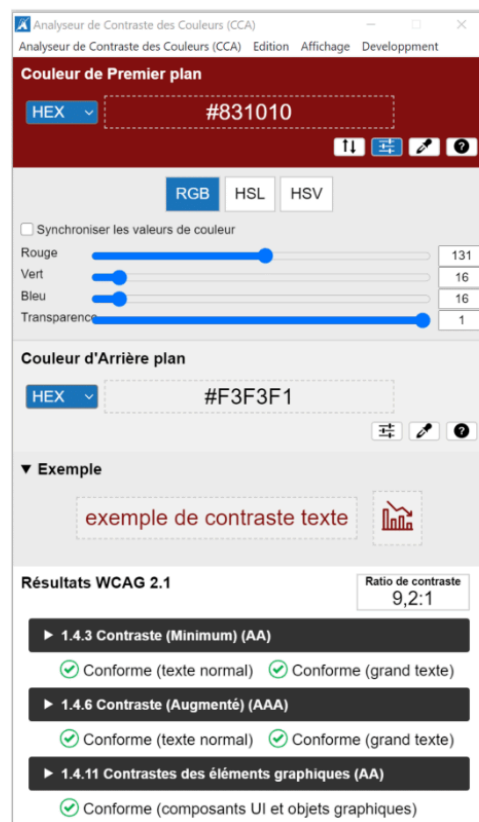 Analyseur de Contraste des Couleurs (CCA)
Analyseur de Contraste des Couleurs (CCA) Edition Affichage Developpment
Couleur de Premier plan
HEX #831010
RGB HSL HSV
Synchroniser les valeurs de couleur
Rouge 131
Vert 16
Bleu 16
Transparence 1
Couleur d'Arrière plan
HEX #F3F3F1
▼ Exemple
exemple de contraste texte
Résultats WCAG 2.1 Ratio de contraste
9,2:1
▶ 1.4.3 Contraste (Minimum) (AA)
Conforme (texte normal) Conforme (grand texte)
▶ 1.4.6 Contraste (Augmenté) (AAA)
Conforme (texte normal) Conforme (grand texte)
▶ 1.4.11 Contrastes des éléments graphiques (AA)
Conforme (composants UI et objets graphiques)